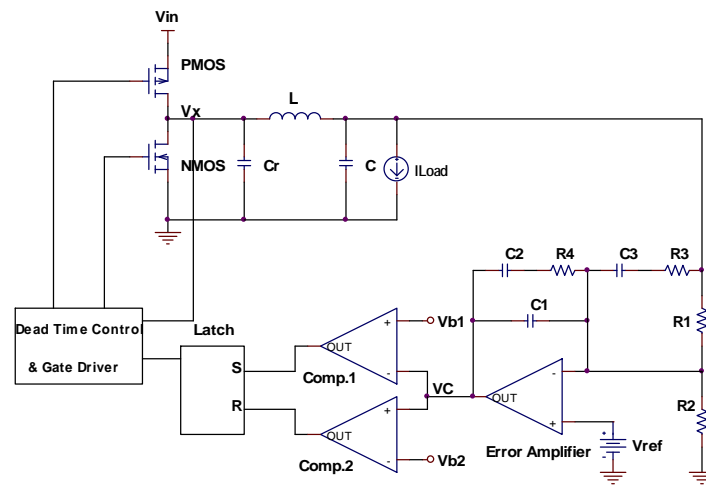 Vin
PMOS
Vx
L
NMOS
Cr
C
ILoad
C2
R4
C3
R3
C1
R1
Dead Time Control
& Gate Driver
Latch
S
R
+
-
OUT
Comp.1
Vb1
VC
+
-
OUT
Comp.2
Vb2
-
+
OUT
Error Amplifier
+
-
Vref
R2